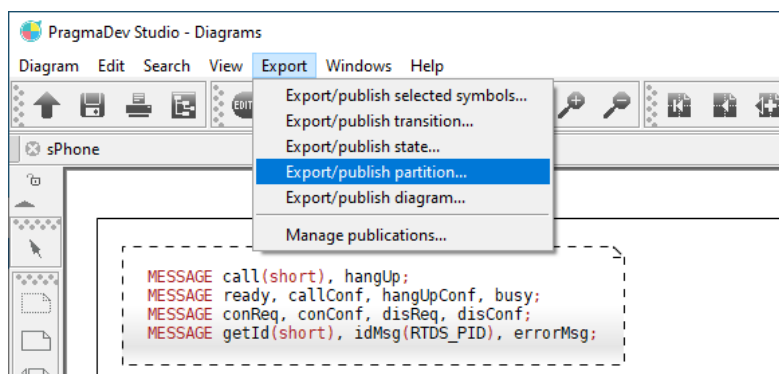 PragmaDev Studio - Diagrams
Diagram Edit Search View Export Windows Help
EDIT
Export/publish selected symbols...
Export/publish transition...
Export/publish state...
Export/publish partition...
Export/publish diagram...
Manage publications...
sPhone
MESSAGE call(short), hangUp;
MESSAGE ready, callConf, hangUpConf, busy;
MESSAGE conReq, conConf, disReq, disConf;
MESSAGE getId(short), idMsg(RTDS_PID), errorMsg;